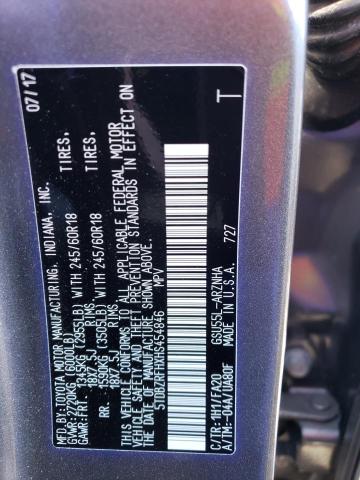 MFD.BY:TOYOTA MOTOR MANUFACTURING, INDIANA, INC. 07/17
GVWR:2720KG ( 6000LB)
GAWR:FRT. 1345KG (2955LB) WITH 245/60R18 TIRES,
18X7.5J RIMS
RR. 1590KG (3505LB) WITH 245/60R18 TIRES,
18X7.5J RIMS
THIS VEHICLE CONFORMS TO ALL APPLICABLE FEDERAL MOTOR
VEHICLE SAFETY AND THEFT PREVENTION STANDARDS IN EFFECT ON
THE DATE OF MANUFACTURE SHOWN ABOVE.
5TDDZRFH1HS454846 MPV
GSU55L-ARZNHA
C/TR:1H1/FA20 727 T
A/TM:-04A/UA80F MADE IN U.S.A.